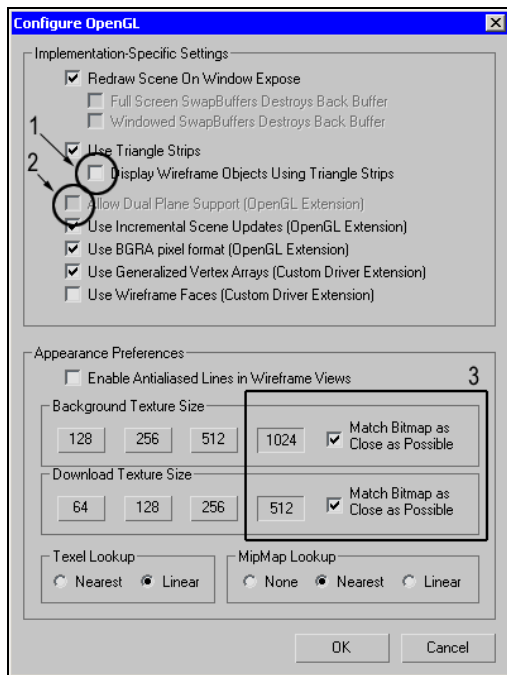 Configure OpenGL
Implementation-Specific Settings
Redraw Scene On Window Expose
Full Screen SwapBuffers Destroys Back Buffer
Windowed SwapBuffers Destroys Back Buffer
1
Use Triangle Strips
2
Display Wireframe Objects Using Triangle Strips
Allow Dual Plane Support (OpenGL Extension)
Use Incremental Scene Updates (OpenGL Extension)
Use BGRA pixel format (OpenGL Extension)
Use Generalized Vertex Arrays (Custom Driver Extension)
Use Wireframe Faces (Custom Driver Extension)
Appearance Preferences
Enable Antialiased Lines in Wireframe Views
3
Background Texture Size
128 256 512 1024 Match Bitmap as
Close as Possible
Download Texture Size
64 128 256 512 Match Bitmap as
Close as Possible
Texel Lookup MipMap Lookup
Nearest Linear None Nearest Linear
OK Cancel